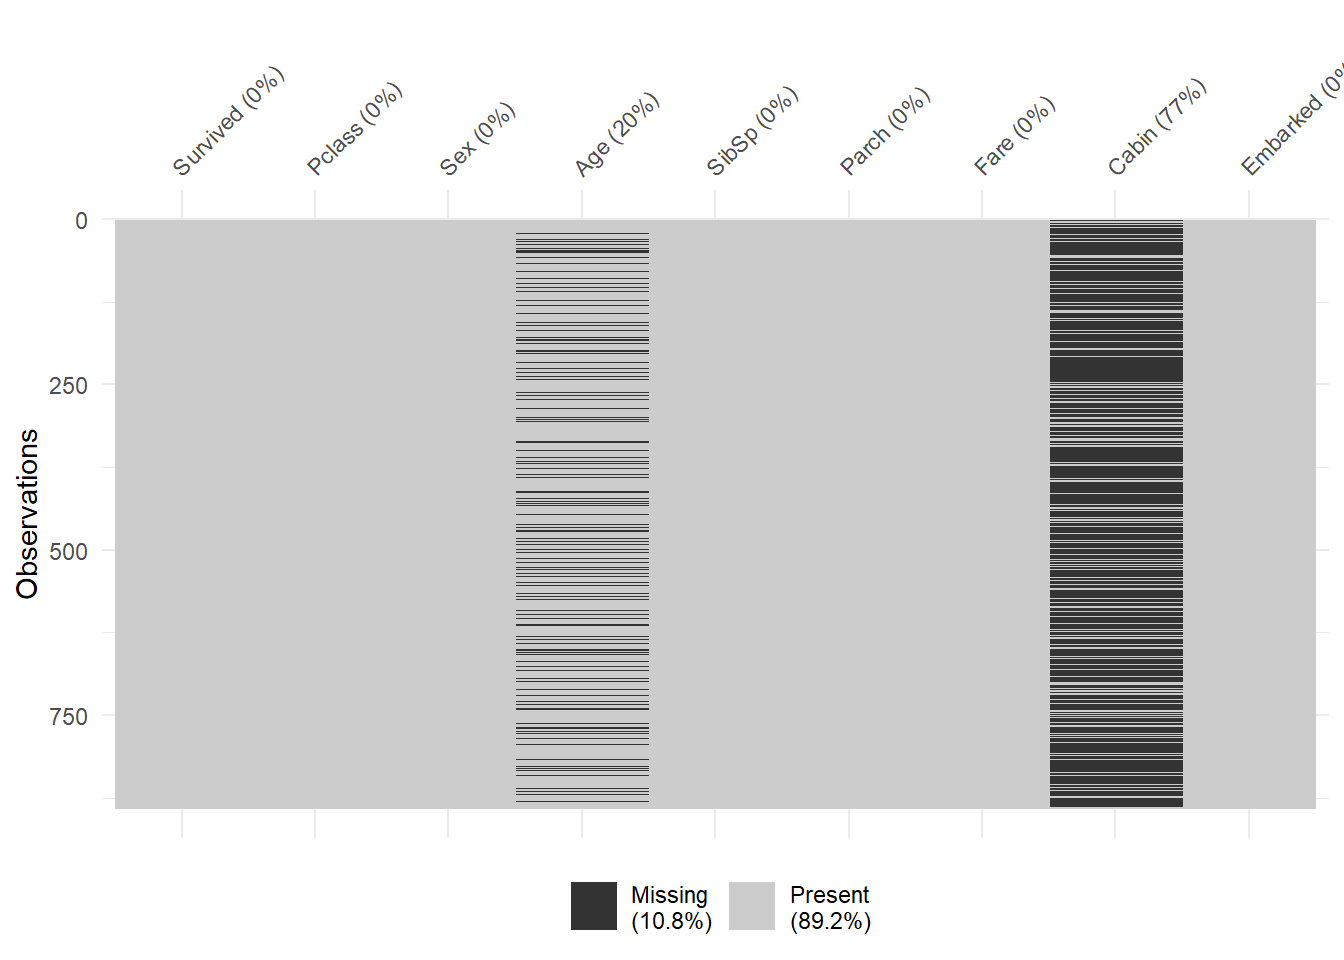 Survived (0%)
Pclass (0%)
Sex (0%)
Age (20%)
SibSp (0%)
Parch (0%)
Fare (0%)
Cabin (77%)
Embarked (0%
0
250
500
750
Observations
Missing
(10.8%)
Present
(89.2%)